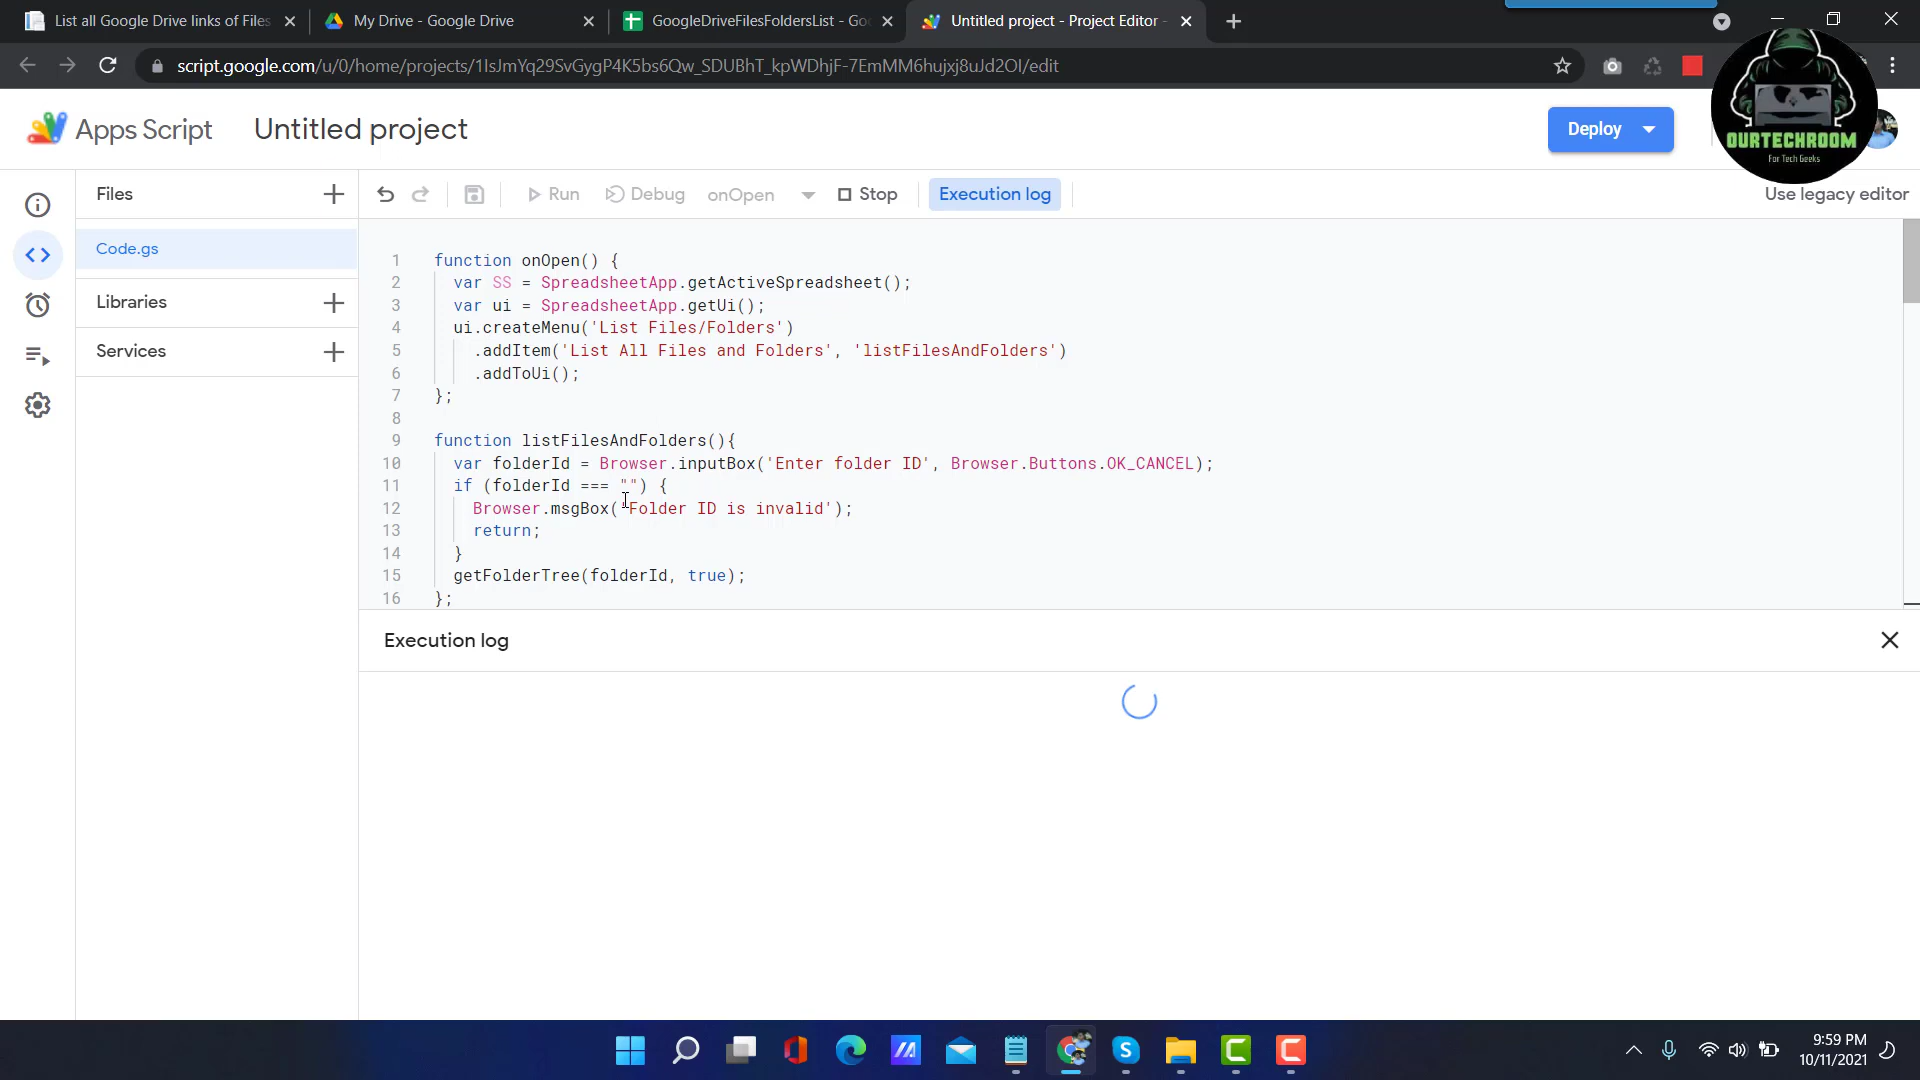 List all Google Drive links of Files
My Drive - Google Drive
GoogleDriveFilesFoldersList - Goo
Untitled project - Project Editor -
script.google.com/u/0/home/projects/1IsJmYq29SvGygP4K5bs6Qw_SDUBhT_kpWDhjF-7EmMM6hujxj8uJd2OI/edit
Apps Script
Untitled project
Deploy
OURTECHROOM
For Tech Geeks
Files
Run
Debug
onOpen
Stop
Execution log
Use legacy editor
Code.gs
Libraries
Services
1 function onOpen() {
2 var SS = SpreadsheetApp.getActiveSpreadsheet();
3 var ui = SpreadsheetApp.getUi();
4 ui.createMenu('List Files/Folders')
5 .addItem('List All Files and Folders', 'listFilesAndFolders')
6 .addToUi();
7 };
8
9 function listFilesAndFolders(){
10 var folderId = Browser.inputBox('Enter folder ID', Browser.Buttons.OK_CANCEL);
11 if (folderId === "") {
12 Browser.msgBox('Folder ID is invalid');
13 return;
14 }
15 getFolderTree(folderId, true);
16 };
Execution log
9:59 PM
10/11/2021